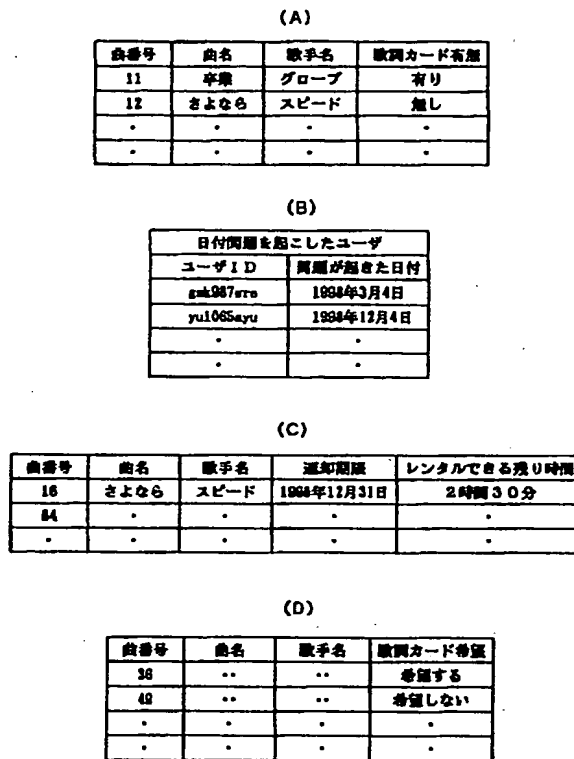 (A)
曲番号 曲名 歌手名 歌詞カード有無
11 卒業 グローブ 有り
12 さよなら スピード 無し
・ ・ ・ ・
・ ・ ・ ・
(B)
日付問題を起こしたユーザ
ユーザID 問題が起きた日付
1998年3月4日
yu1065ayu 1998年12月4日
・ ・
・ ・
(C)
曲番号 曲名 歌手名 返却期限 レンタルできる残り時間
16 さよなら スピード 1998年12月31日 2時間30分
84 ・ ・ ・ ・
・ ・ ・ ・ ・
(D)
曲番号 曲名 歌手名 歌詞カード希望
36 ・・ ・・ 希望する
49 ・・ ・・ 希望しない
・ ・ ・ ・
・ ・ ・ ・